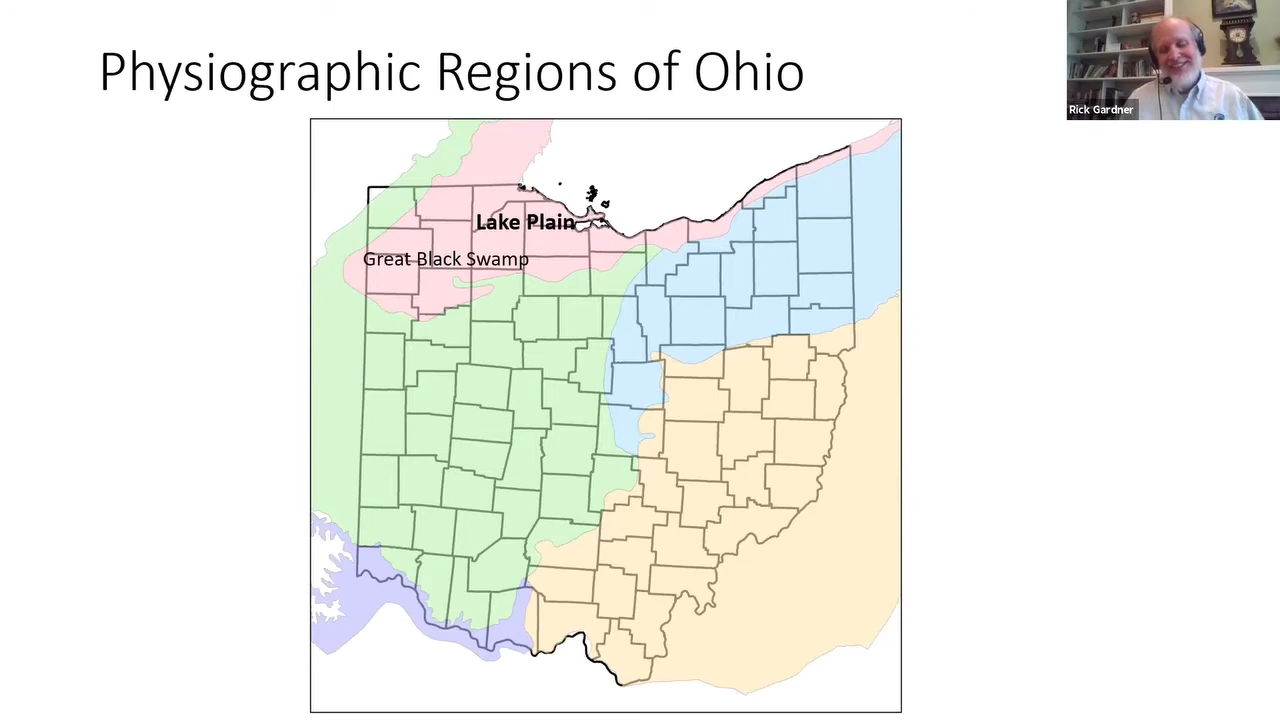 Physiographic Regions of Ohio
Rick Gardner
Lake Plain
Great Black Swamp